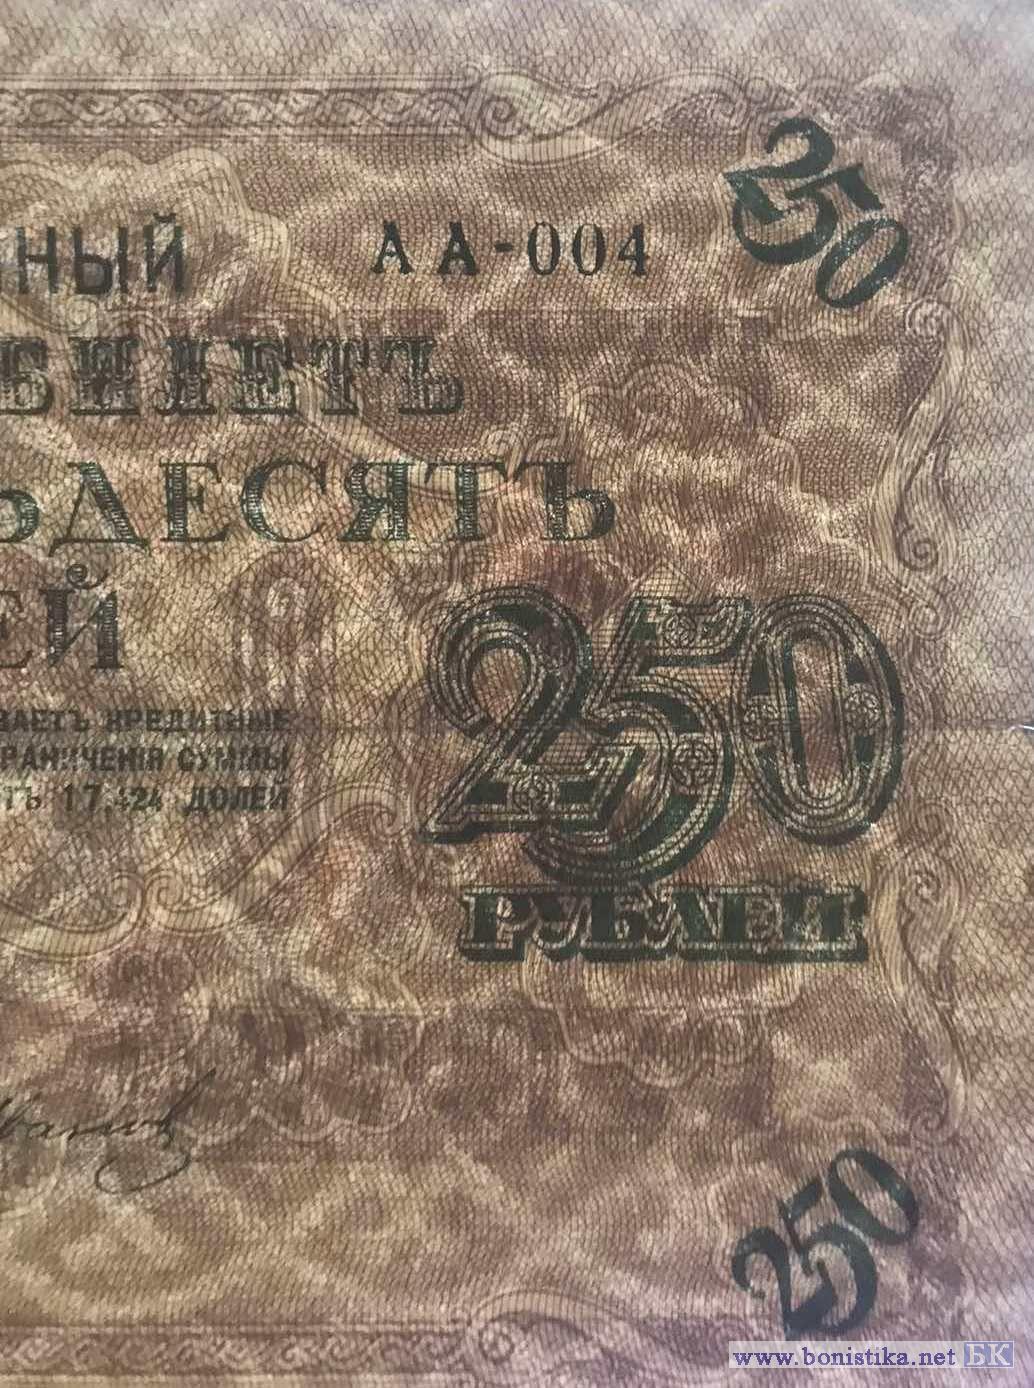 250
НЫЙ АА-004
БИЛЕТЪ
ЬДЕСЯТЪ
ЕЙ
250
ВАЕТЪ КРЕДИТНЫЕ
РАНИЧЕНІЯ СУММЫ
ТЪ 17,424 ДОЛЕЙ
РУБЛЕЙ
250
www.bonistika.net БК